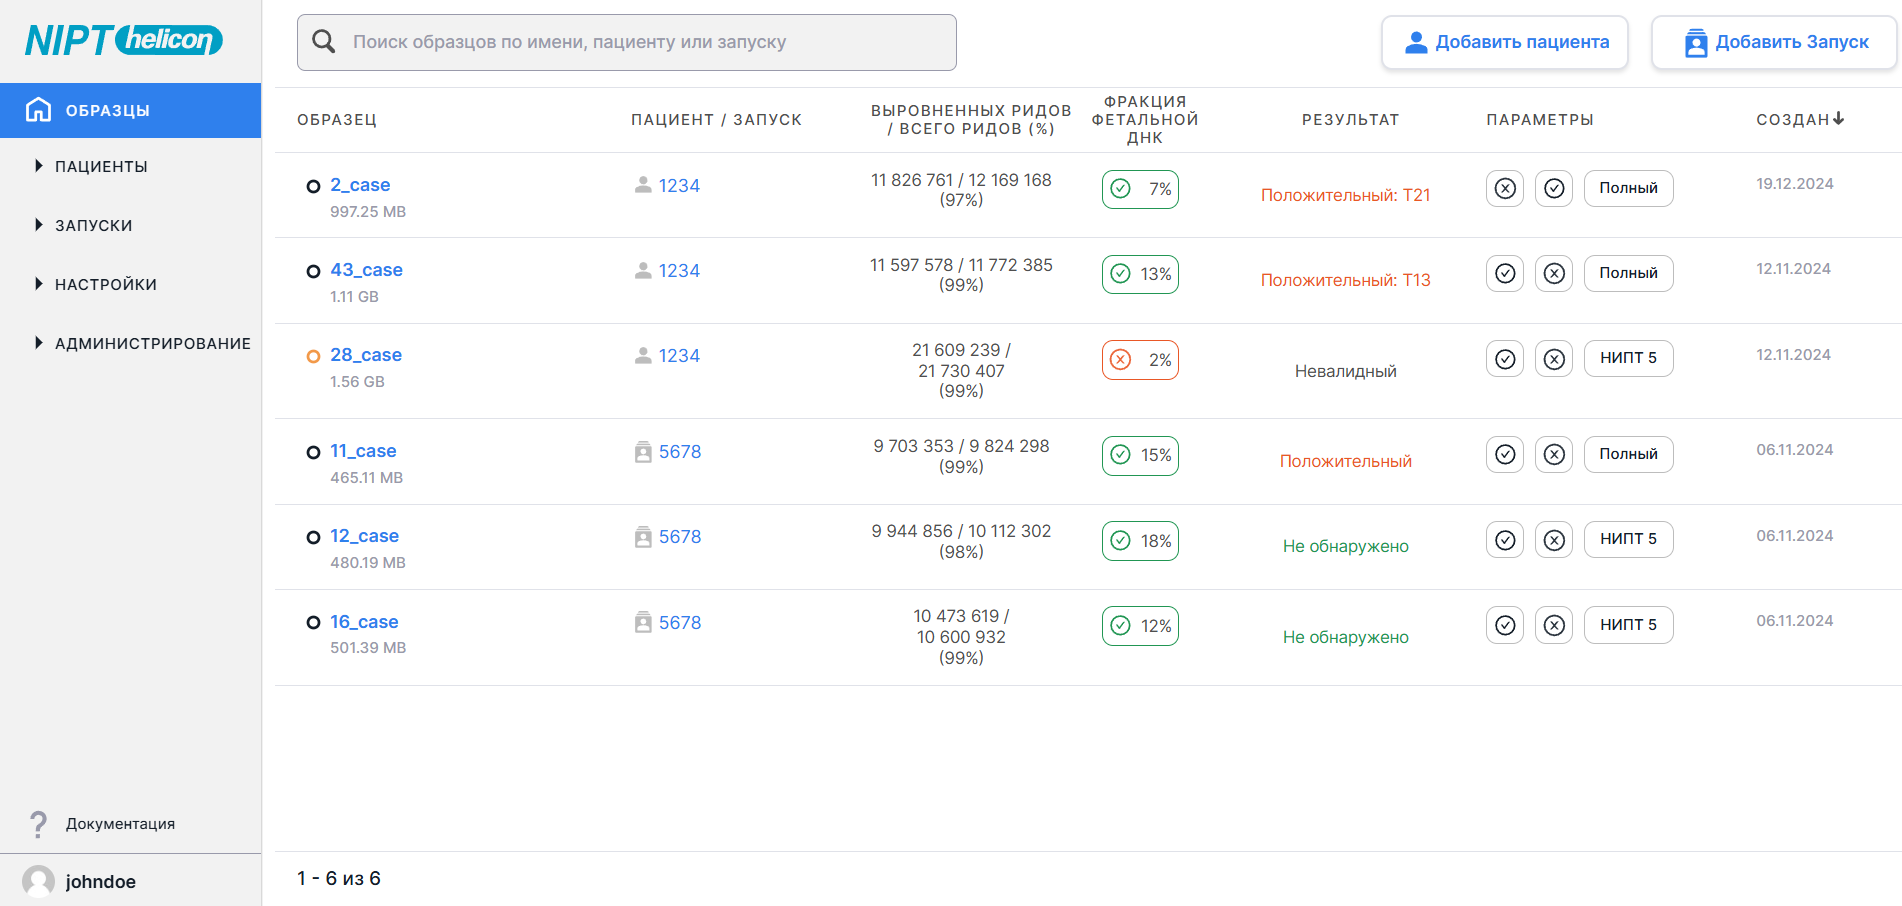 NIPT helicon
Поиск образцов по имени, пациенту или запуску
Добавить пациента
Добавить Запуск
ОБРАЗЦЫ
ПАЦИЕНТЫ
ЗАПУСКИ
НАСТРОЙКИ
АДМИНИСТРИРОВАНИЕ
Документация
johndoe
ОБРАЗЕЦ
ПАЦИЕНТ / ЗАПУСК
ВЫРОВНЕННЫХ РИДОВ
/ ВСЕГО РИДОВ (%)
ФРАКЦИЯ
ФЕТАЛЬНОЙ
ДНК
РЕЗУЛЬТАТ
ПАРАМЕТРЫ
СОЗДАН
2_case
997.25 MB
1234
11 826 761 / 12 169 168
(97%)
7%
Положительный: T21
Полный
19.12.2024
43_case
1.11 GB
1234
11 597 578 / 11 772 385
(99%)
13%
Положительный: T13
Полный
12.11.2024
28_case
1.56 GB
1234
21 609 239 /
21 730 407
(99%)
2%
Невалидный
НИПТ 5
12.11.2024
11_case
465.11 MB
5678
9 703 353 / 9 824 298
(99%)
15%
Положительный
Полный
06.11.2024
12_case
480.19 MB
5678
9 944 856 / 10 112 302
(98%)
18%
Не обнаружено
НИПТ 5
06.11.2024
16_case
501.39 MB
5678
10 473 619 /
10 600 932
(99%)
12%
Не обнаружено
НИПТ 5
06.11.2024
1 - 6 из 6